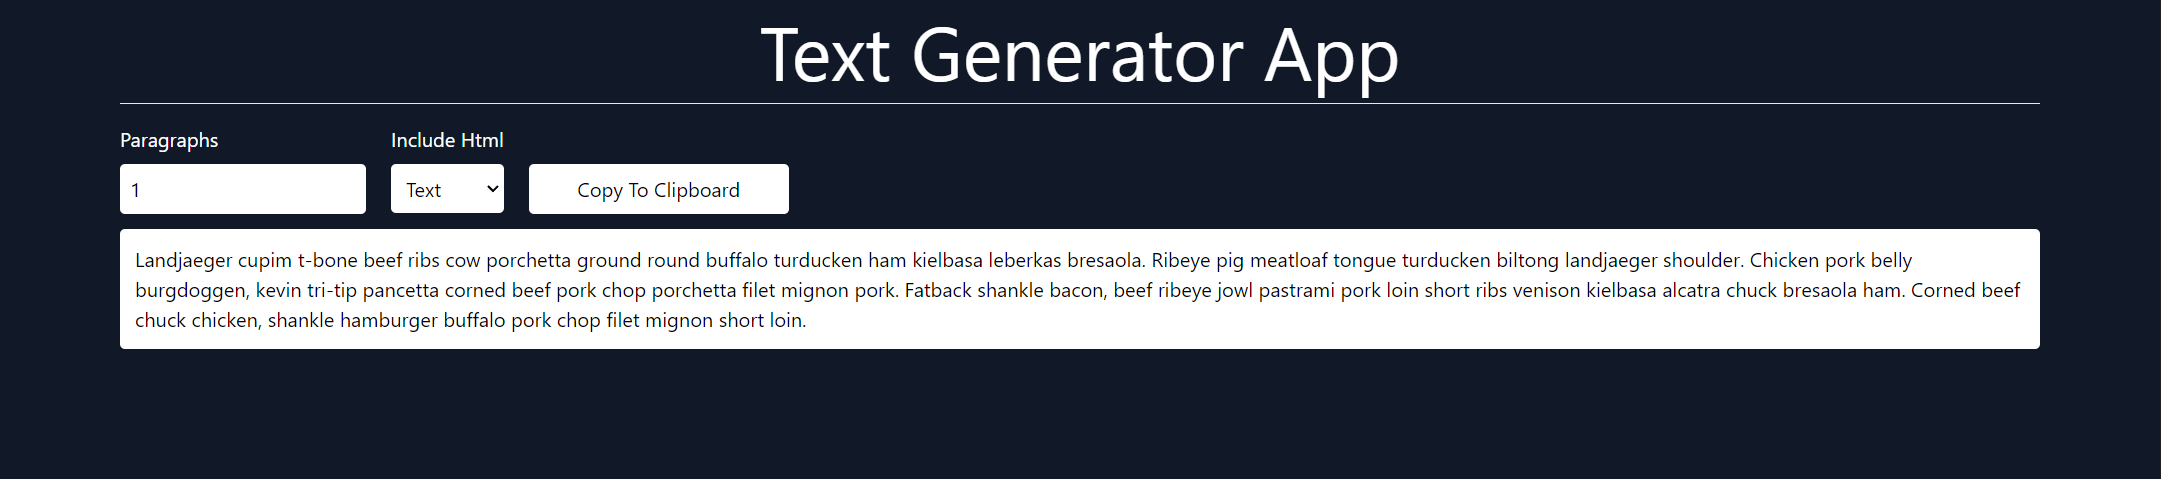 Text Generator App
Paragraphs
Include Html
1
Text
Copy To Clipboard
Landjaeger cupim t-bone beef ribs cow porchetta ground round buffalo turducken ham kielbasa leberkas bresaola. Ribeye pig meatloaf tongue turducken biltong landjaeger shoulder. Chicken pork belly
burgdoggen, kevin tri-tip pancetta corned beef pork chop porchetta filet mignon pork. Fatback shankle bacon, beef ribeye jowl pastrami pork loin short ribs venison kielbasa alcatra chuck bresaola ham. Corned beef
chuck chicken, shankle hamburger buffalo pork chop filet mignon short loin.